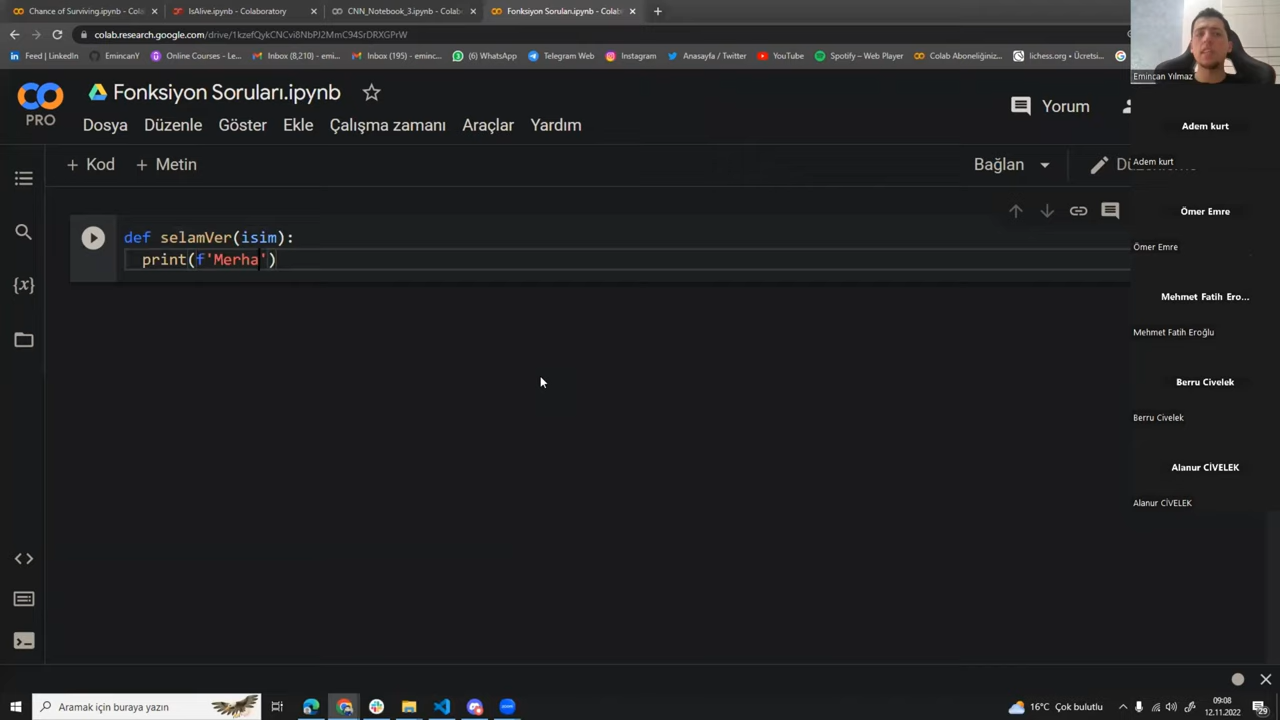 Chance of Surviving.ipynb - Colab
IsAlive.ipynb - Colaboratory
CNN_Notebook_3.ipynb - Colab
Fonksiyon Soruları.ipynb - Colab
colab.research.google.com/drive/1kzefQykCNCvi8NbPJ2MmC94SrDRXGPrW
Feed | LinkedIn
EmincanY
Online Courses - Le...
Inbox (8,210) - emi...
Inbox (195) - eminc...
(6) WhatsApp
Telegram Web
Instagram
Anasayfa / Twitter
YouTube
Spotify – Web Player
Colab Aboneliğiniz...
lichess.org • Ücretsi...
PRO
Fonksiyon Soruları.ipynb
Yorum
Dosya Düzenle Göster Ekle Çalışma zamanı Araçlar Yardım
+ Kod + Metin
Bağlan
def selamVer(isim):
print(f'Merha')
Emincan Yılmaz
Adem kurt
Adem kurt
Ömer Emre
Ömer Emre
Mehmet Fatih Ero...
Mehmet Fatih Eroğlu
Berru Civelek
Berru Civelek
Alanur CİVELEK
Alanur CİVELEK
Aramak için buraya yazın
16°C Çok bulutlu
09:08
12.11.2022
29